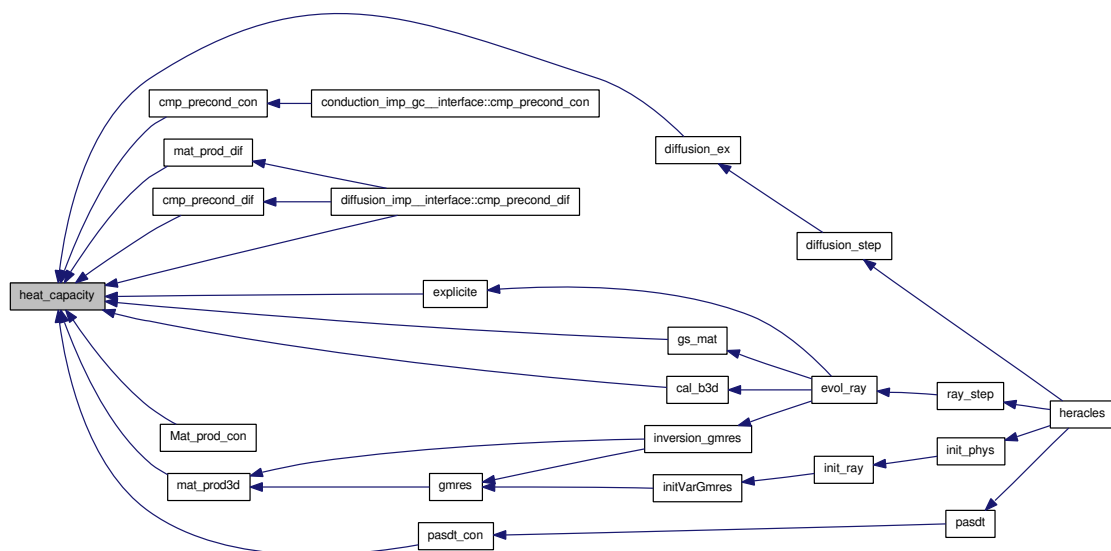 cmp_precond_con
conduction_imp_gc__interface::cmp_precond_con
mat_prod_dif
diffusion_ex
cmp_precond_dif
diffusion_imp__interface::cmp_precond_dif
diffusion_step
heat_capacity
explicite
gs_mat
cal_b3d
evol_ray
ray_step
heracles
Mat_prod_con
inversion_gmres
init_phys
mat_prod3d
gmres
initVarGmres
init_ray
pasdt_con
pasdt